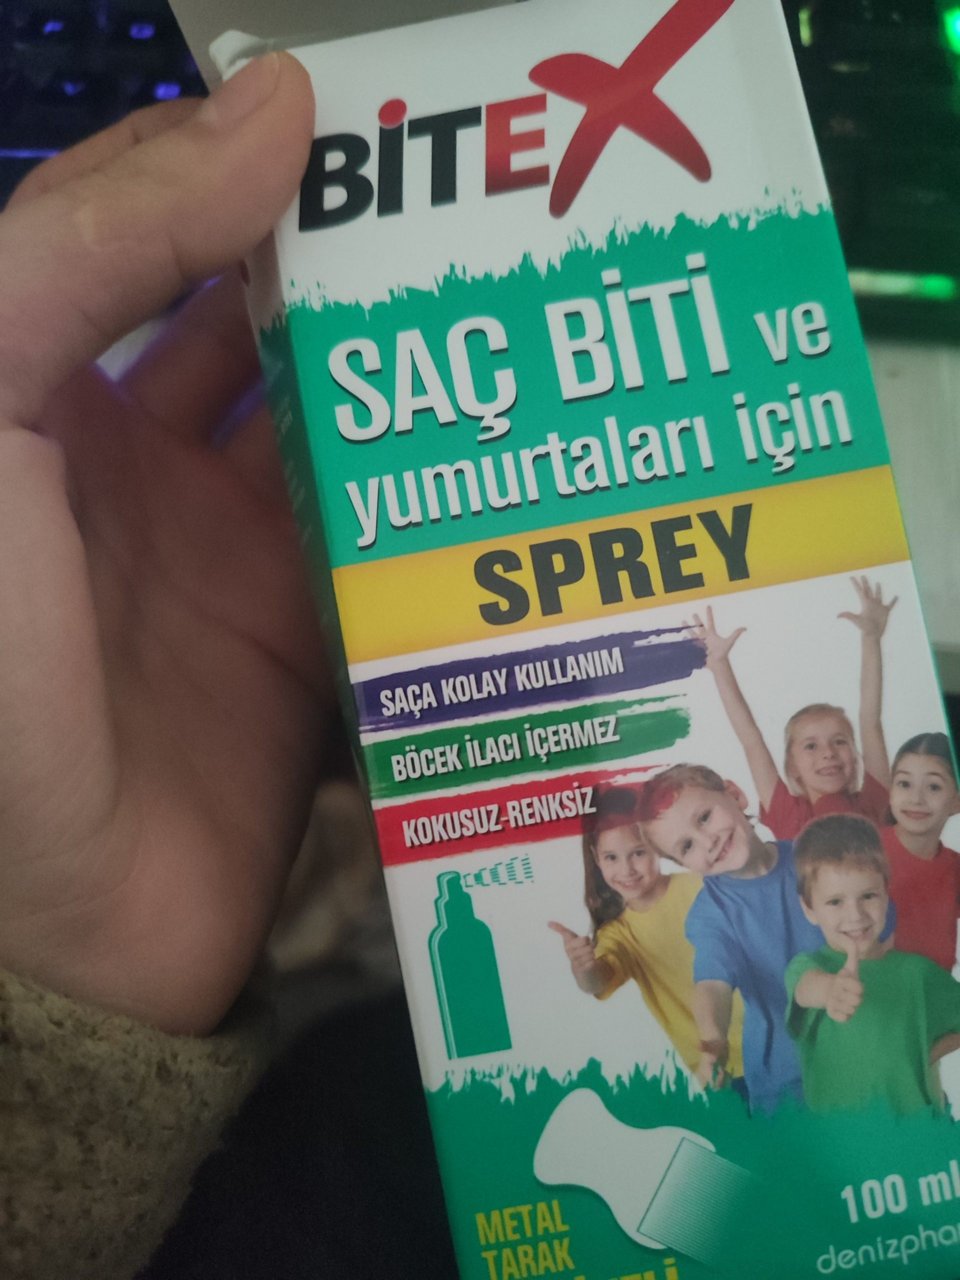 BiTEX
SAÇ BİTİ ve
yumurtaları için
SPREY
SAÇA KOLAY KULLANIM
BÖCEK İLACI İÇERMEZ
KOKUSUZ-RENKSİZ
METAL
TARAK
100 ml